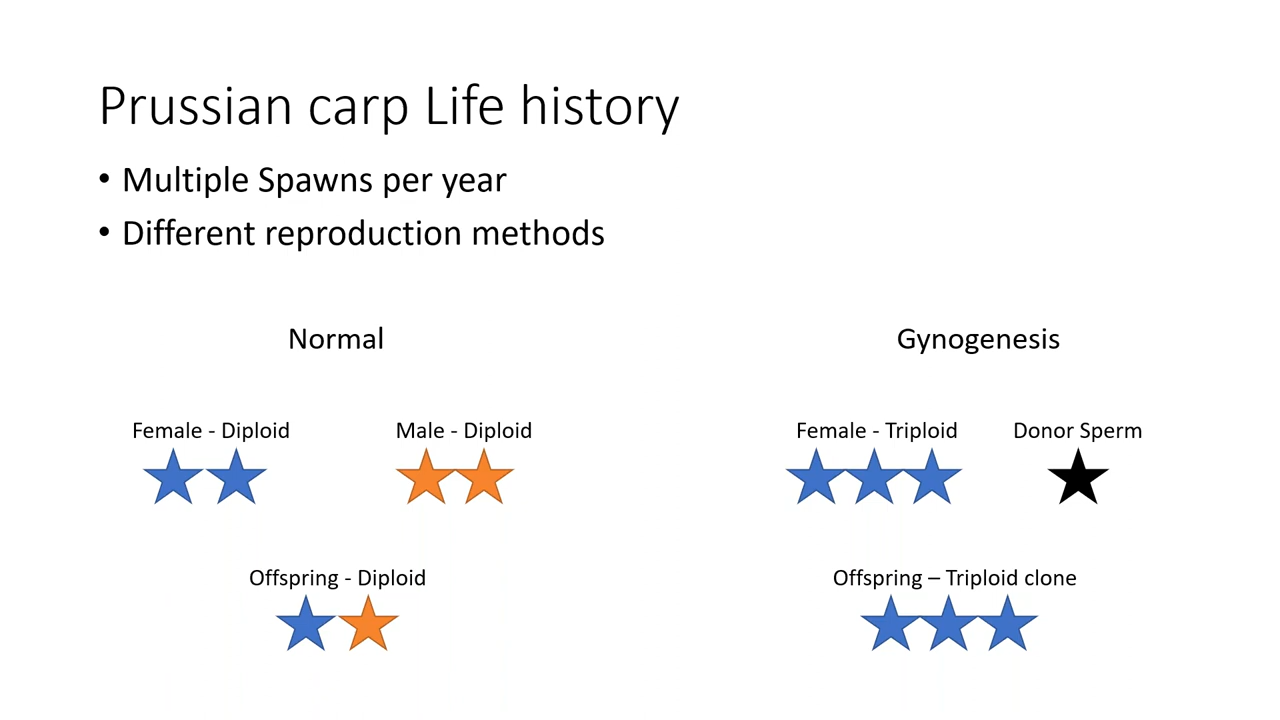 Prussian carp Life history
• Multiple Spawns per year
• Different reproduction methods
Normal
Female - Diploid
Male - Diploid
Offspring - Diploid
Gynogenesis
Female - Triploid
Donor Sperm
Offspring – Triploid clone